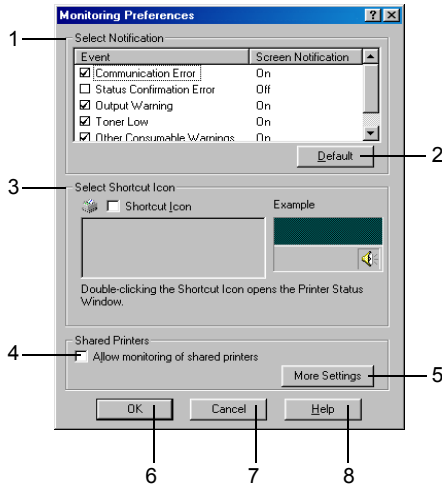 Monitoring Preferences
1
Select Notification
Event Screen Notification
Communication Error On
Status Confirmation Error Off
Output Warning On
Toner Low On
Other Consumable Warnings On
Default
2
3
Select Shortcut Icon
Shortcut Icon
Example
Double-clicking the Shortcut Icon opens the Printer Status
Window.
Shared Printers
4
Allow monitoring of shared printers
More Settings
5
OK Cancel Help
6 7 8